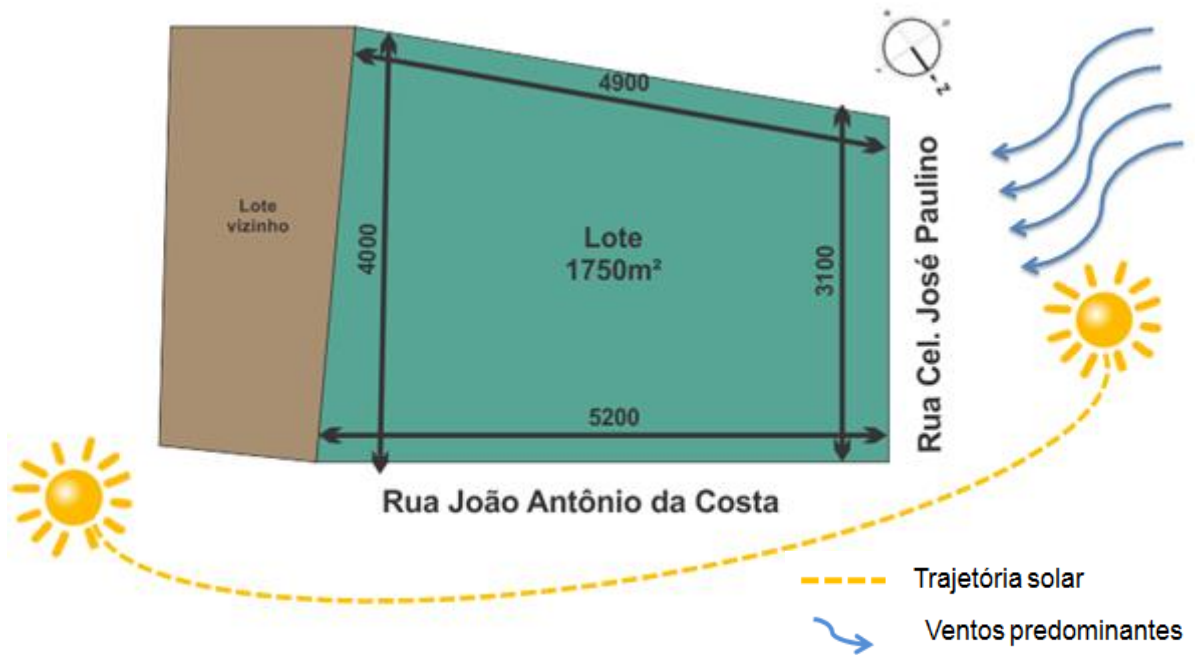 4900
Lote
vizinho
4000
Lote
1750m²
3100
Rua Cel. José Paulino
5200
Rua João Antônio da Costa
Trajetória solar
Ventos predominantes
N